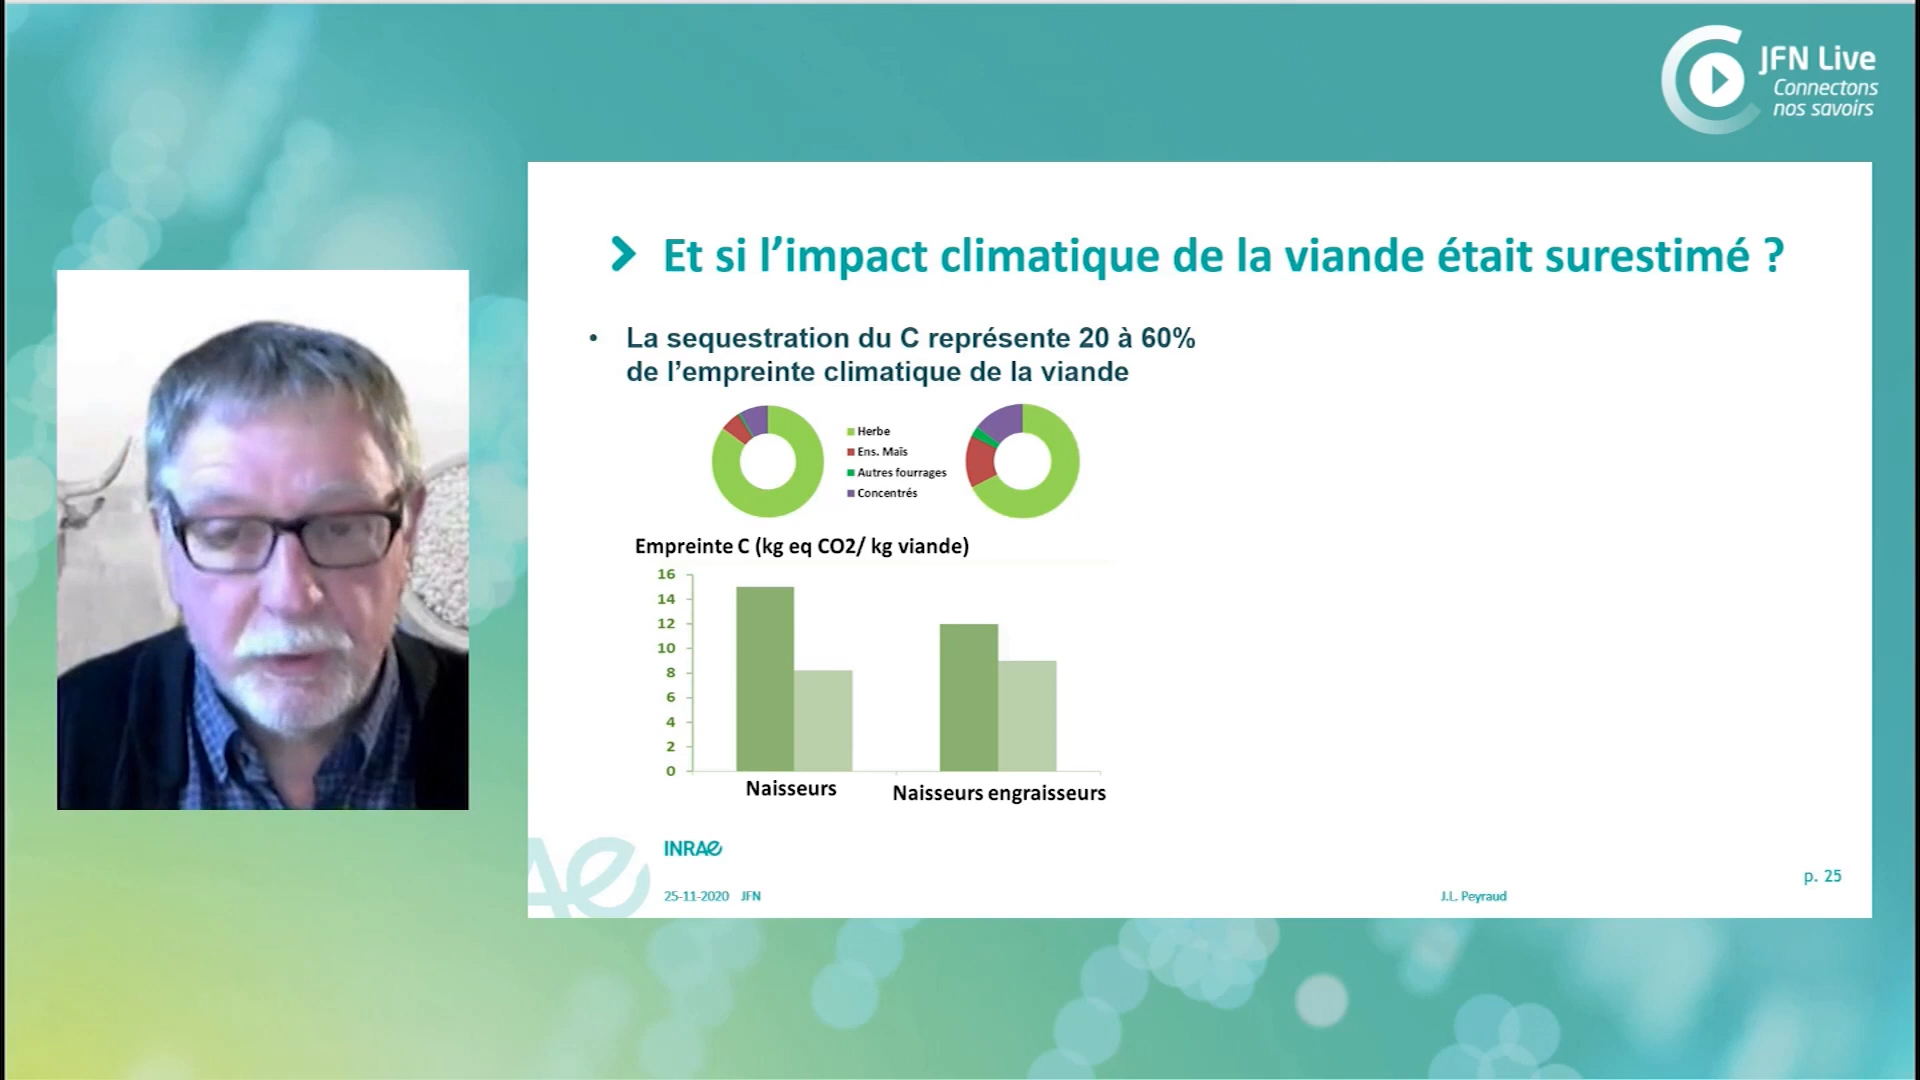 JFN Live
Connectons
nos savoirs
Et si l’impact climatique de la viande était surestimé ?
• La sequestration du C représente 20 à 60%
de l’empreinte climatique de la viande
Herbe
Ens. Maïs
Autres fourrages
Concentrés
Empreinte C (kg eq CO2/ kg viande)
16
14
12
10
8
6
4
2
0
Naisseurs
Naisseurs engraisseurs
INRAE
25-11-2020 JFN
J.L. Peyraud
p. 25